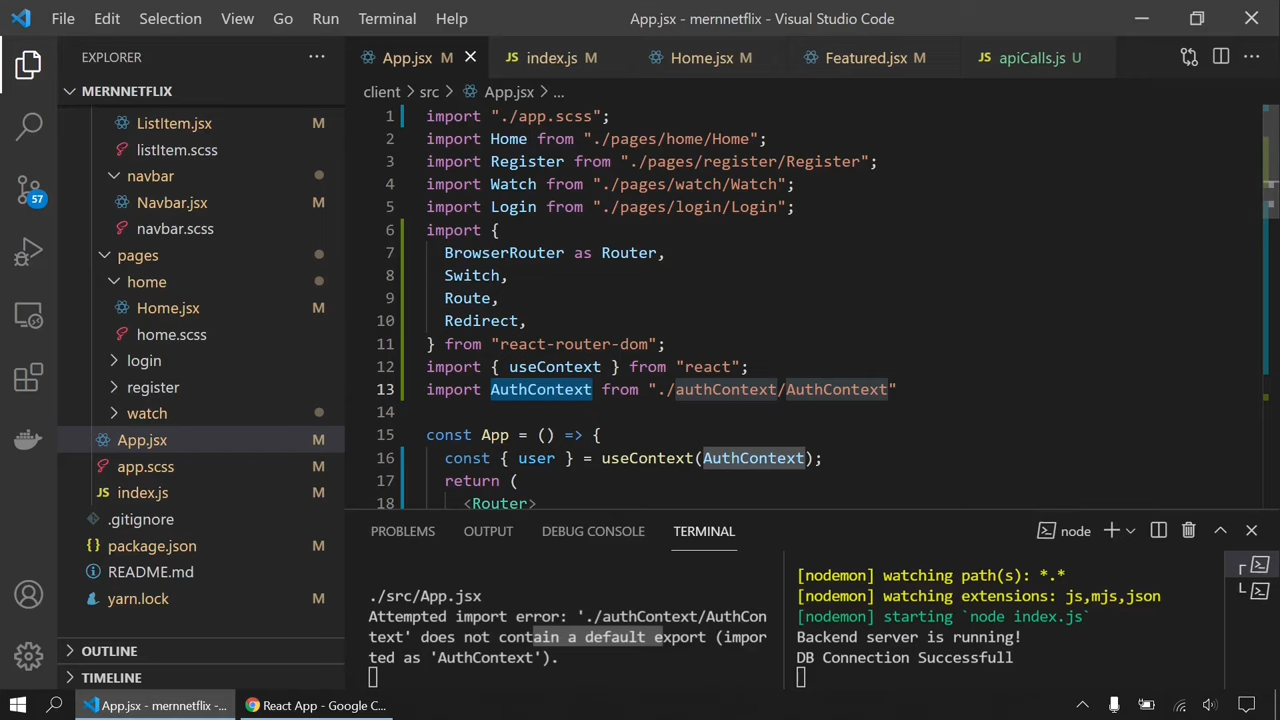 File Edit Selection View Go Run Terminal Help App.jsx - mernnetflix - Visual Studio Code
EXPLORER
MERNNETFLIX
ListItem.jsx M
listItem.scss
navbar
Navbar.jsx M
navbar.scss
pages
home
Home.jsx M
home.scss
login
register
watch
App.jsx M
app.scss M
index.js M
.gitignore
package.json M
README.md
yarn.lock M
OUTLINE
TIMELINE
57
App.jsx M index.js M Home.jsx M Featured.jsx M apiCalls.js U
client > src > App.jsx > ...
1 import "./app.scss";
2 import Home from "./pages/home/Home";
3 import Register from "./pages/register/Register";
4 import Watch from "./pages/watch/Watch";
5 import Login from "./pages/login/Login";
6 import {
7 BrowserRouter as Router,
8 Switch,
9 Route,
10 Redirect,
11 } from "react-router-dom";
12 import { useContext } from "react";
13 import AuthContext from "./authContext/AuthContext"
14
15 const App = () => {
16 const { user } = useContext(AuthContext);
17 return (
18 <Router>
PROBLEMS OUTPUT DEBUG CONSOLE TERMINAL node
./src/App.jsx
Attempted import error: './authContext/AuthCon
text' does not contain a default export (impor
ted as 'AuthContext').
[nodemon] watching path(s): *.*
[nodemon] watching extensions: js,mjs,json
[nodemon] starting `node index.js`
Backend server is running!
DB Connection Successfull
App.jsx - mernnetflix -... React App - Google C...